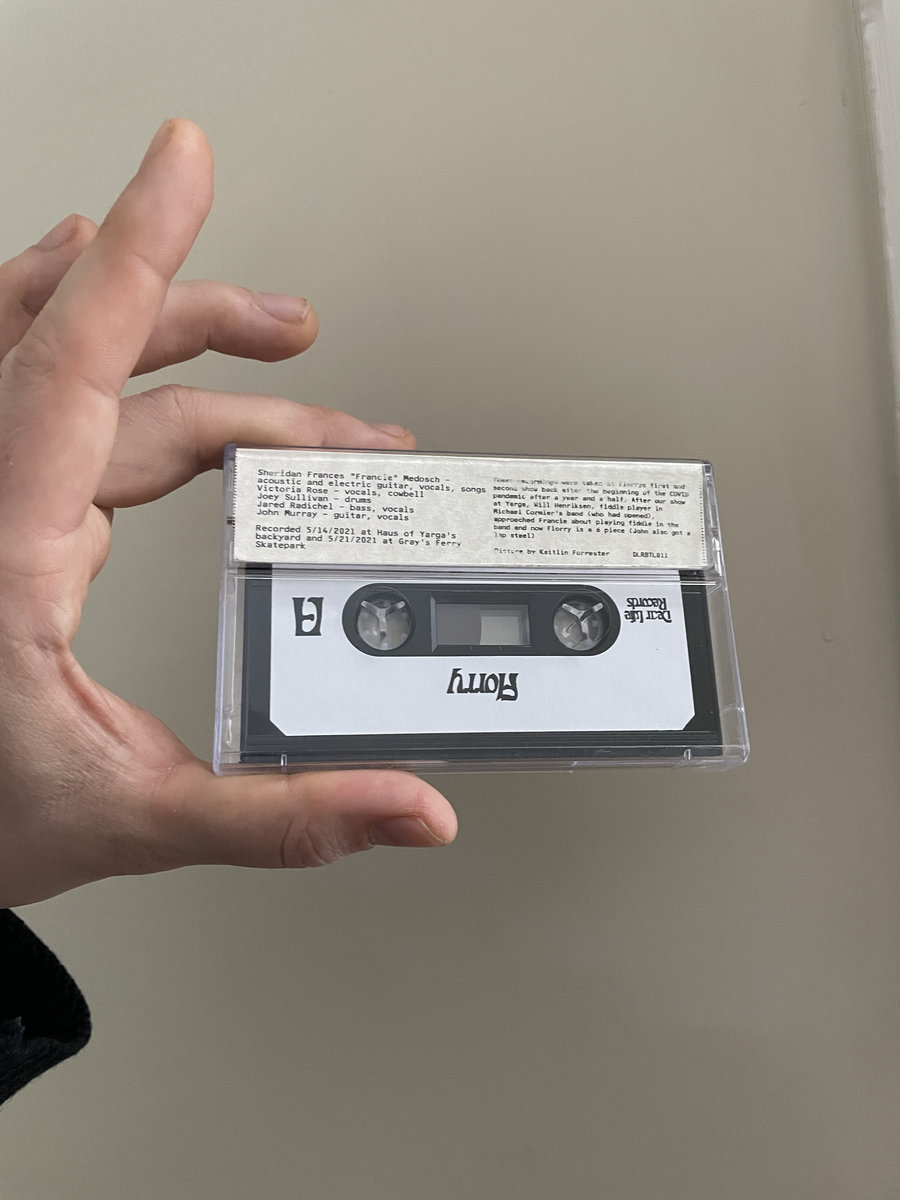 Sheridan Frances "Francie" Medosch -
acoustic and electric guitar, vocals, songs
Victoria Rose - vocals, cowbell
Joey Sullivan - drums
Jared Radichel - bass, vocals
John Murray - guitar, vocals
Recorded 5/14/2021 at Haus of Yarga's
backyard and 5/21/2021 at Gray's Ferry
Skatepark
recordings were taken at Florrys first and
second show back after the beginning of the COVID
pandemic after a year and a half. After our show
at Yarga, Will Henriksen, fiddle player in
Michael Cormier's band (who had opened),
approached Francie about playing fiddle in the
band and now Florry is a 6 piece (John also got a
lap steel)
Picture by Kaitlin Forrester DLRBTL011
A
Dear Life
Records
Florry